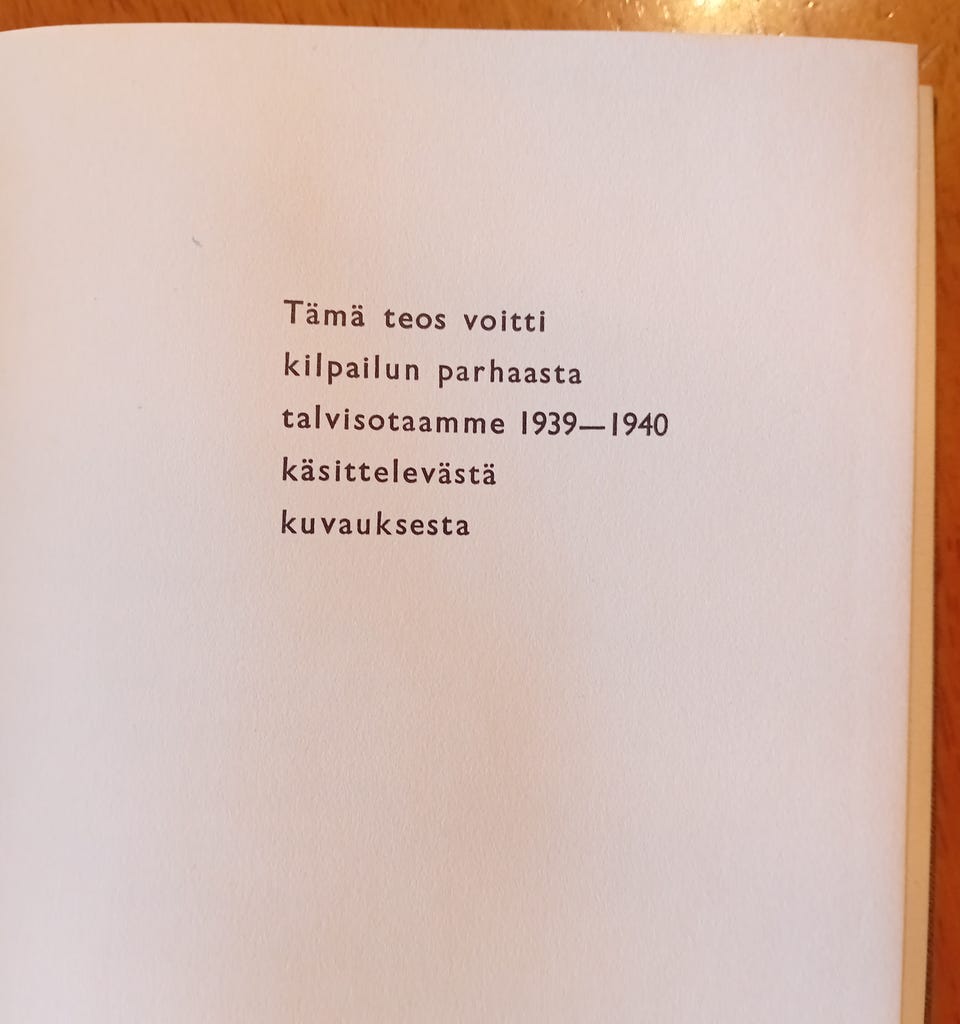 Tämä teos voitti
kilpailun parhaasta
talvisotaamme 1939—1940
käsittelevästä
kuvauksesta